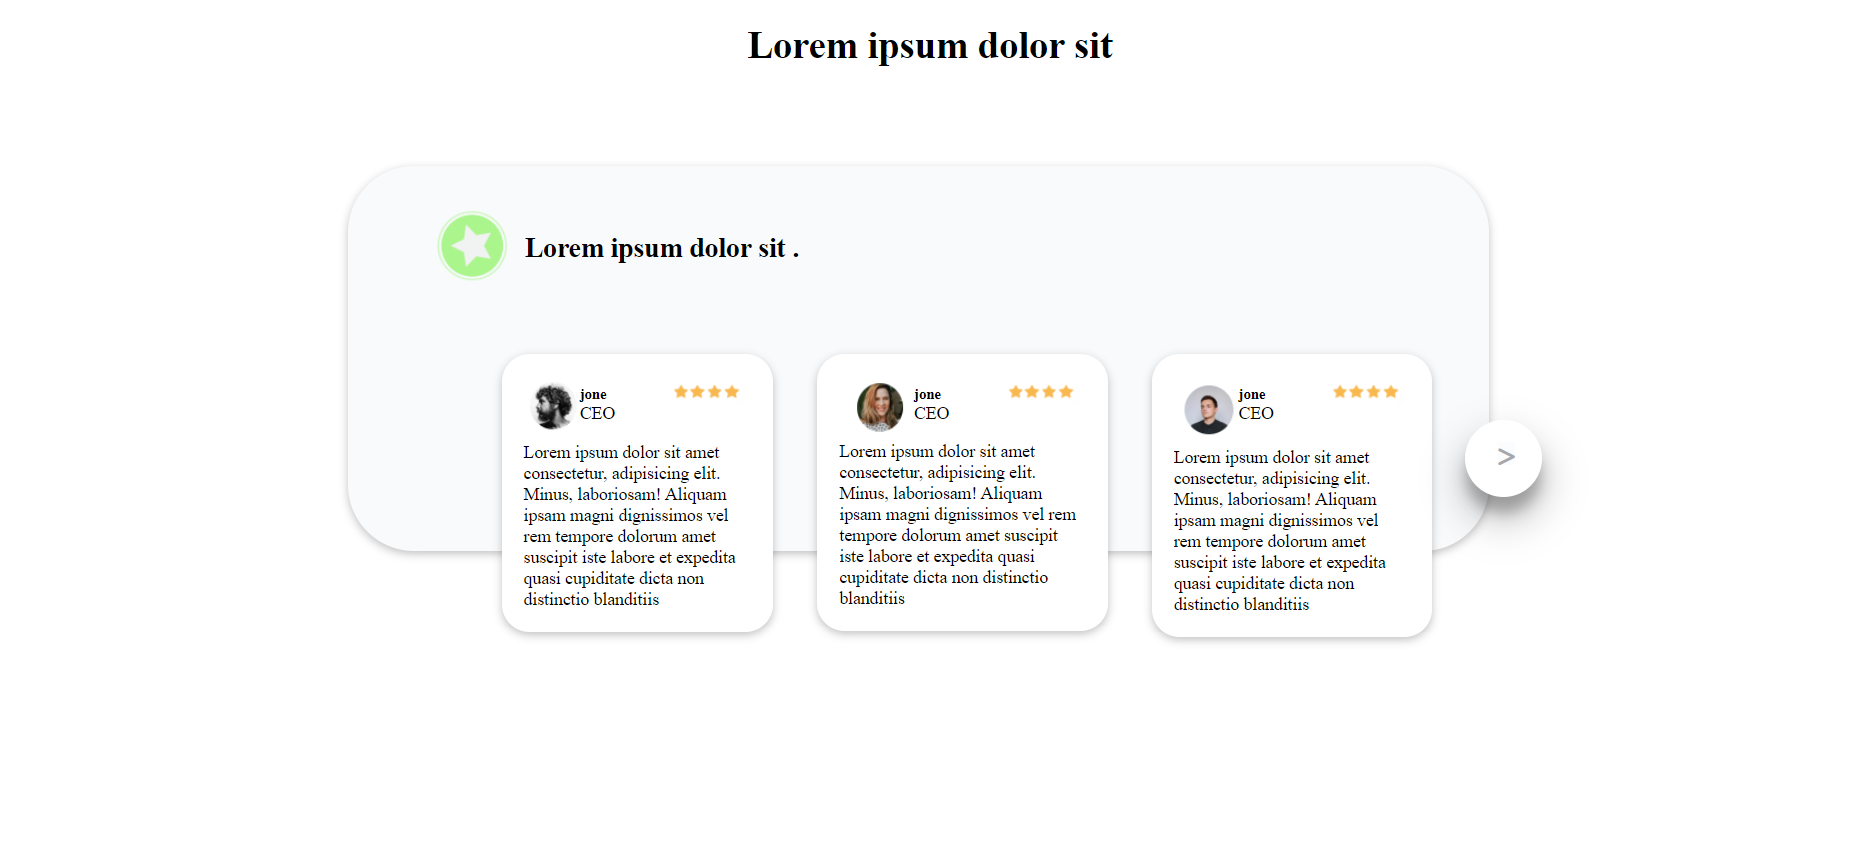 Lorem ipsum dolor sit
Lorem ipsum dolor sit .
jone
CEO
Lorem ipsum dolor sit amet
consectetur, adipisicing elit.
Minus, laboriosam! Aliquam
ipsam magni dignissimos vel
rem tempore dolorum amet
suscipit iste labore et expedita
quasi cupiditate dicta non
distinctio blanditiis
jone
CEO
Lorem ipsum dolor sit amet
consectetur, adipisicing elit.
Minus, laboriosam! Aliquam
ipsam magni dignissimos vel rem
tempore dolorum amet suscipit
iste labore et expedita quasi
cupiditate dicta non distinctio
blanditiis
jone
CEO
Lorem ipsum dolor sit amet
consectetur, adipisicing elit.
Minus, laboriosam! Aliquam
ipsam magni dignissimos vel
rem tempore dolorum amet
suscipit iste labore et expedita
quasi cupiditate dicta non
distinctio blanditiis
>